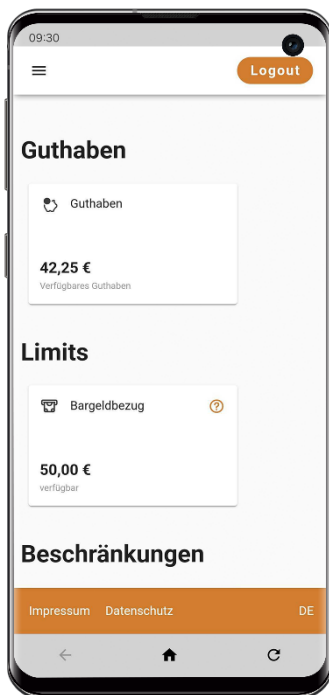 09:30
Logout
Guthaben
Guthaben
42,25 €
Verfügbares Guthaben
Limits
Bargeldbezug ?
50,00 €
verfügbar
Beschränkungen
Impressum Datenschutz DE